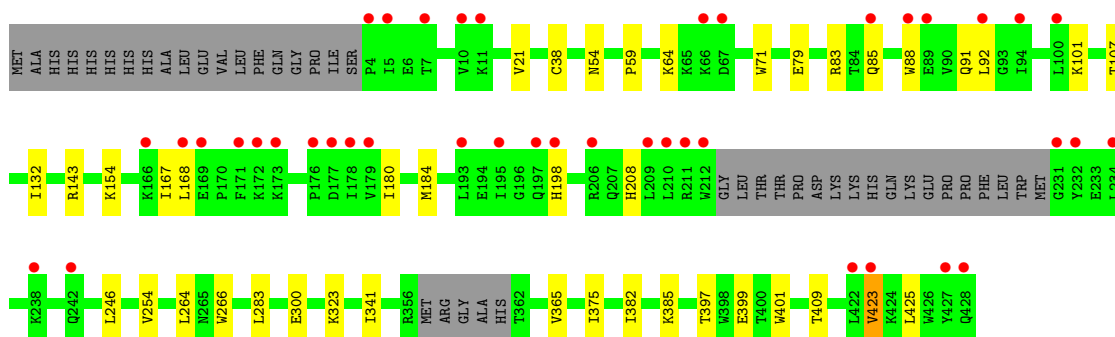 MET ALA HIS HIS HIS HIS HIS HIS ALA LEU GLU VAL LEU PHE GLN GLY PRO ILE SER P4 I5 E6 T7 V10 K11 V21 C38 N54 P59 K64 K65 K66 D67 W71 E79 R83 T84 Q85 W88 E89 V90 Q91 L92 G93 I94 L100 K101 T107
I132 R143 K154 K166 I167 L168 E169 P170 F171 K172 K173 P176 D177 I178 V179 I180 M184 L193 E194 I195 G196 Q197 H198 R206 Q207 H208 L209 L210 R211 W212 GLY LEU THR THR PRO ASP LYS LYS HIS GLN LYS GLU PRO PRO PHE LEU TRP MET G231 Y232 E233 L234
K238 Q242 L246 V254 L264 N265 W266 L283 E300 K323 I341 R356 MET ARG GLY ALA HIS T362 V365 I375 I382 K385 T397 W398 E399 T400 W401 T409 L422 V423 K424 L425 W426 Y427 Q428